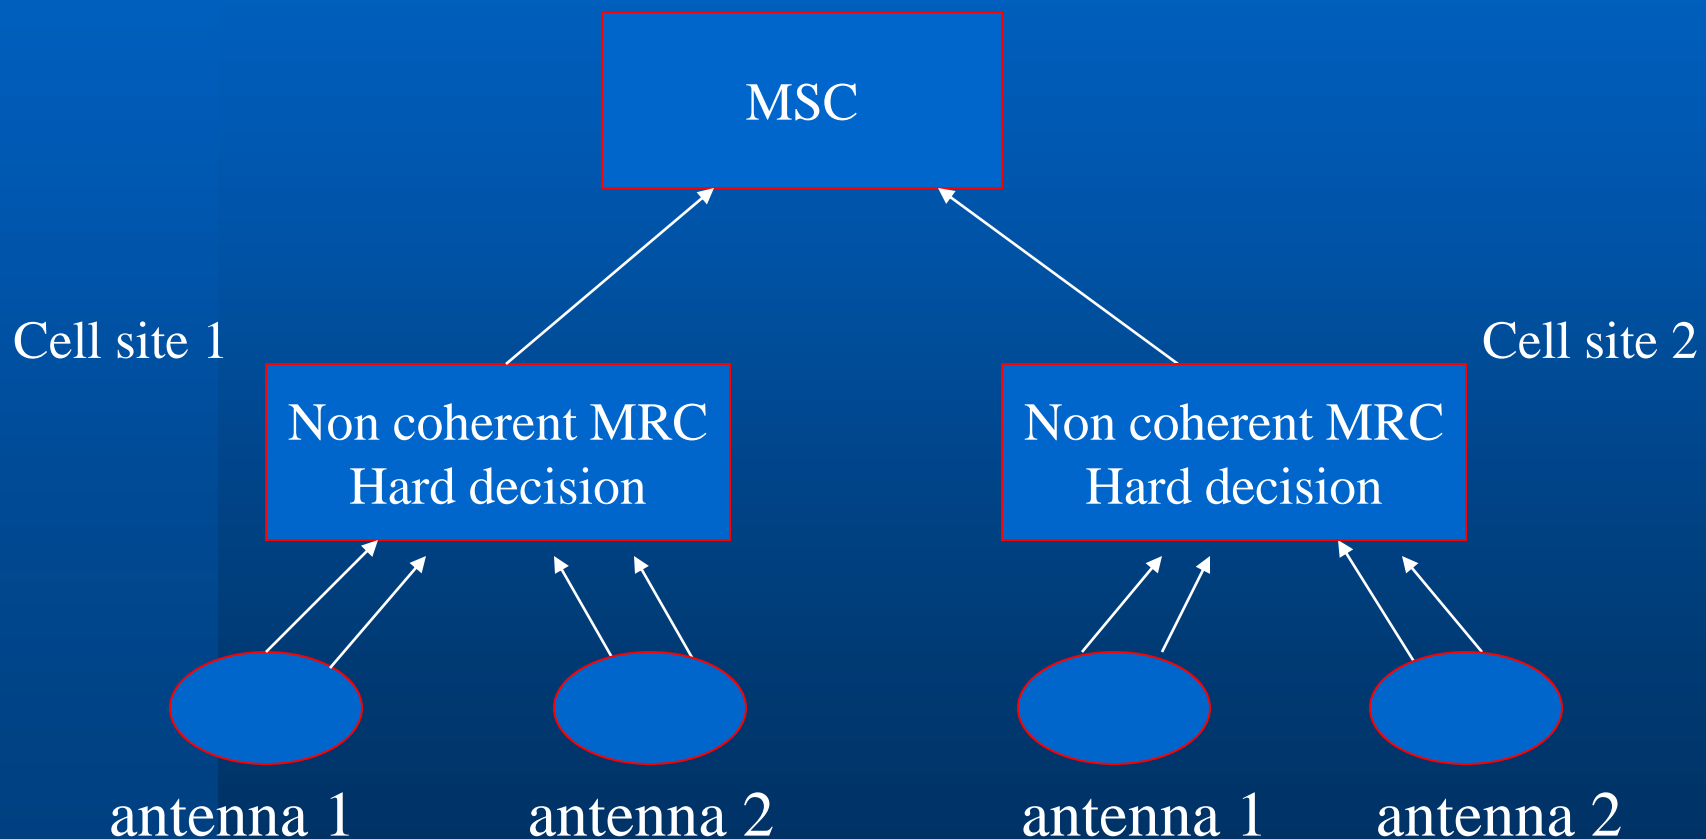 MSC
Cell site 1
Cell site 2
Non coherent MRC
Hard decision
Non coherent MRC
Hard decision
antenna 1
antenna 2
antenna 1
antenna 2